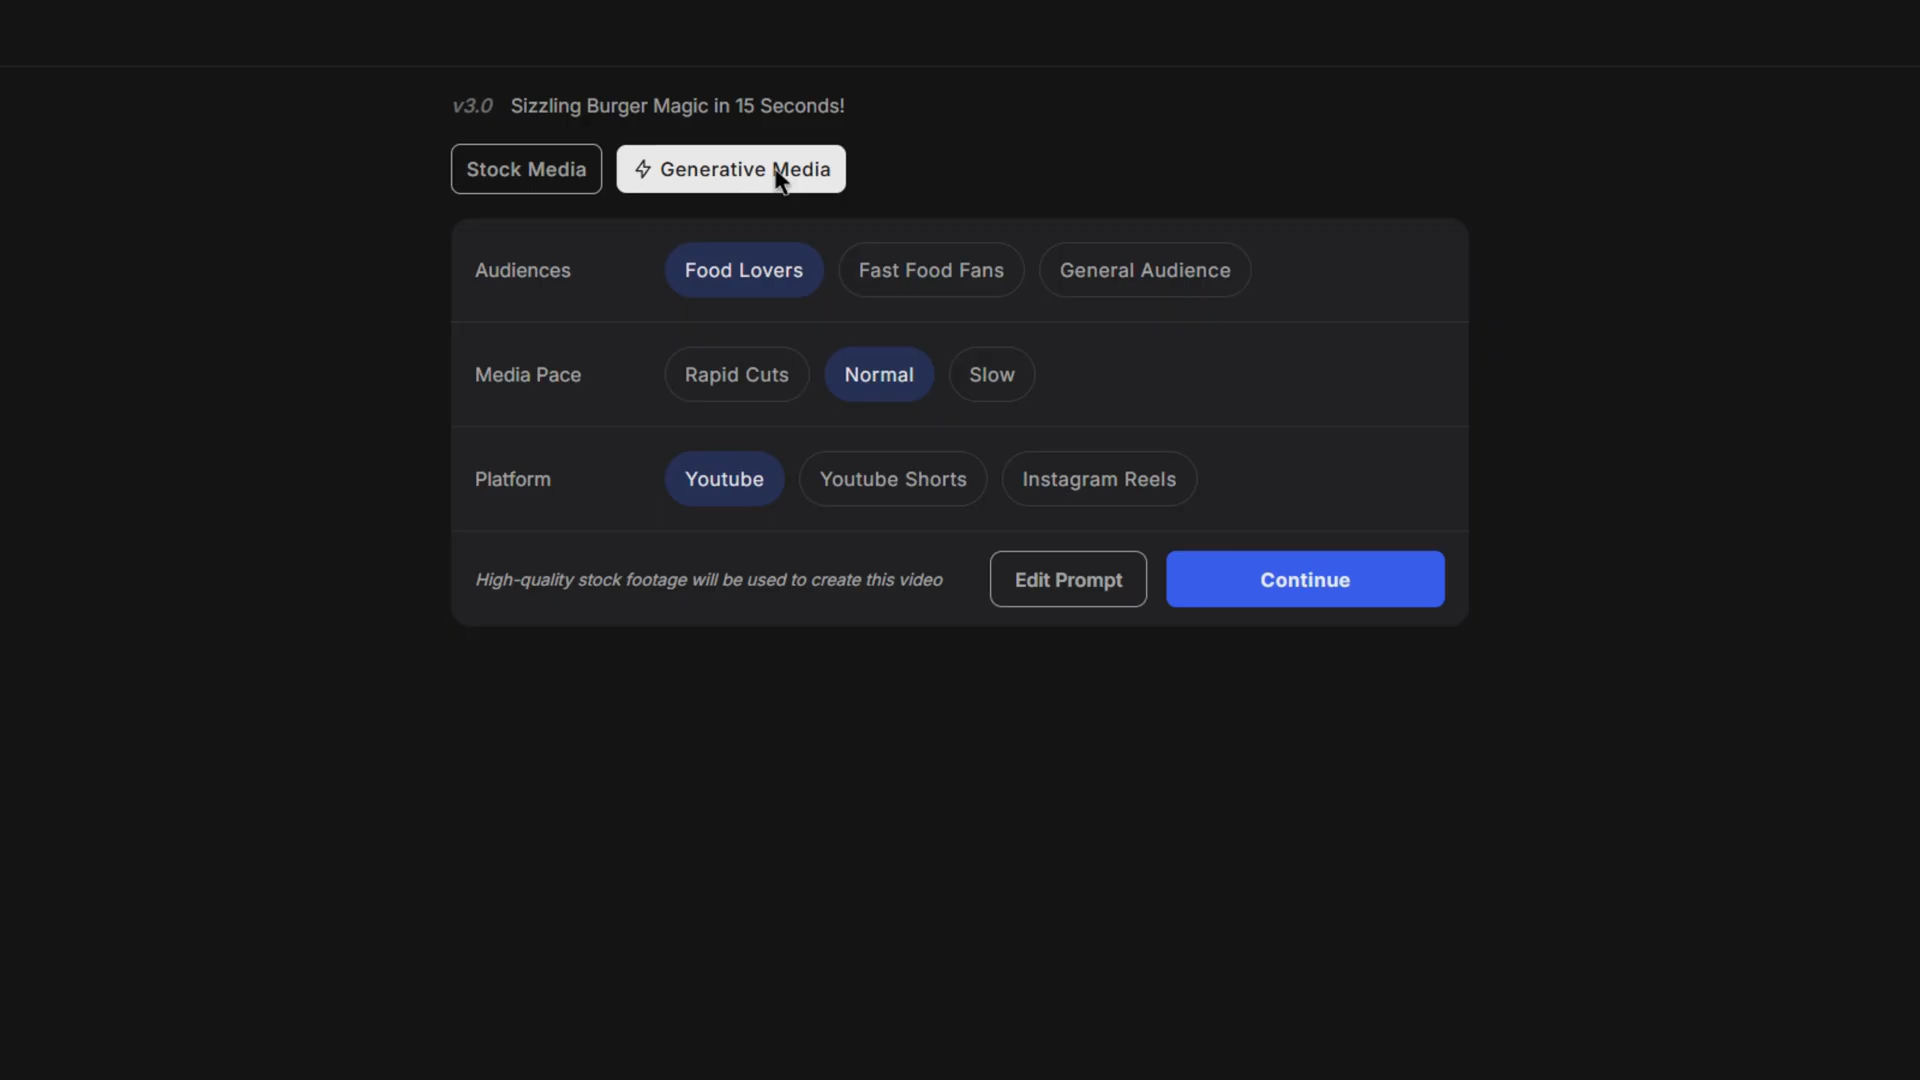 v3.0 Sizzling Burger Magic in 15 Seconds!
Stock Media Generative Media
Audiences Food Lovers Fast Food Fans General Audience
Media Pace Rapid Cuts Normal Slow
Platform Youtube Youtube Shorts Instagram Reels
High-quality stock footage will be used to create this video Edit Prompt Continue